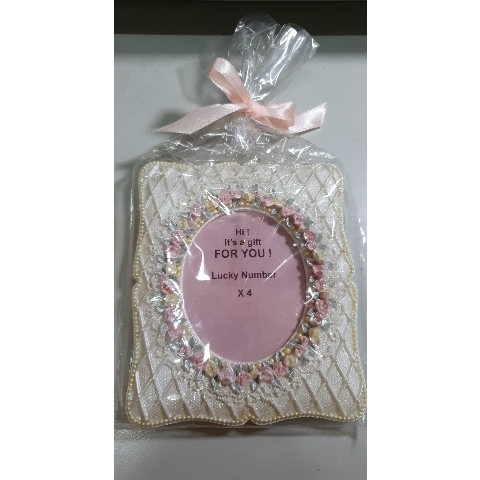 Hi !
It's a gift
FOR YOU !
Lucky Number
X 4